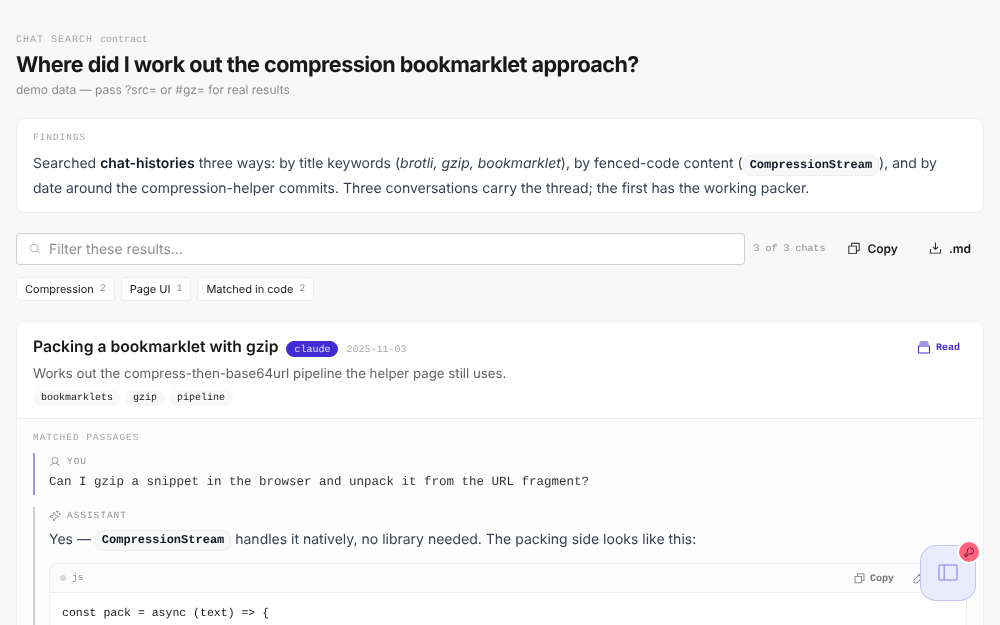 CHAT SEARCH contract
Where did I work out the compression bookmarklet approach?
demo data — pass ?src= or #gz= for real results
FINDINGS
Searched chat-histories three ways: by title keywords (brotli, gzip, bookmarklet), by fenced-code content ( CompressionStream ), and by
date around the compression-helper commits. Three conversations carry the thread; the first has the working packer.
Filter these results... 3 of 3 chats Copy .md
Compression 2 Page UI 1 Matched in code 2
Packing a bookmarklet with gzip claude 2025-11-03 Read
Works out the compress-then-base64url pipeline the helper page still uses.
bookmarklets gzip pipeline
MATCHED PASSAGES
YOU
Can I gzip a snippet in the browser and unpack it from the URL fragment?
ASSISTANT
Yes — CompressionStream handles it natively, no library needed. The packing side looks like this:
js Copy
const pack = async (text) => {